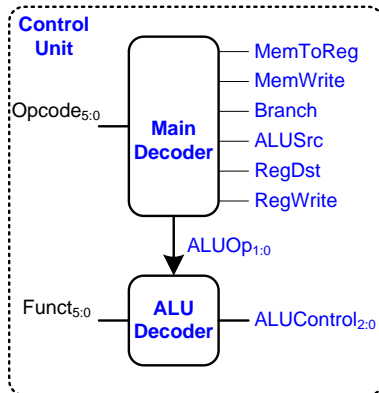 Control
Unit
MemToReg
MemWrite
Opcode5:0
Branch
Main
Decoder
ALUSrc
RegDst
RegWrite
ALUOp1:0
Funct5:0
ALU
Decoder
ALUControl2:0